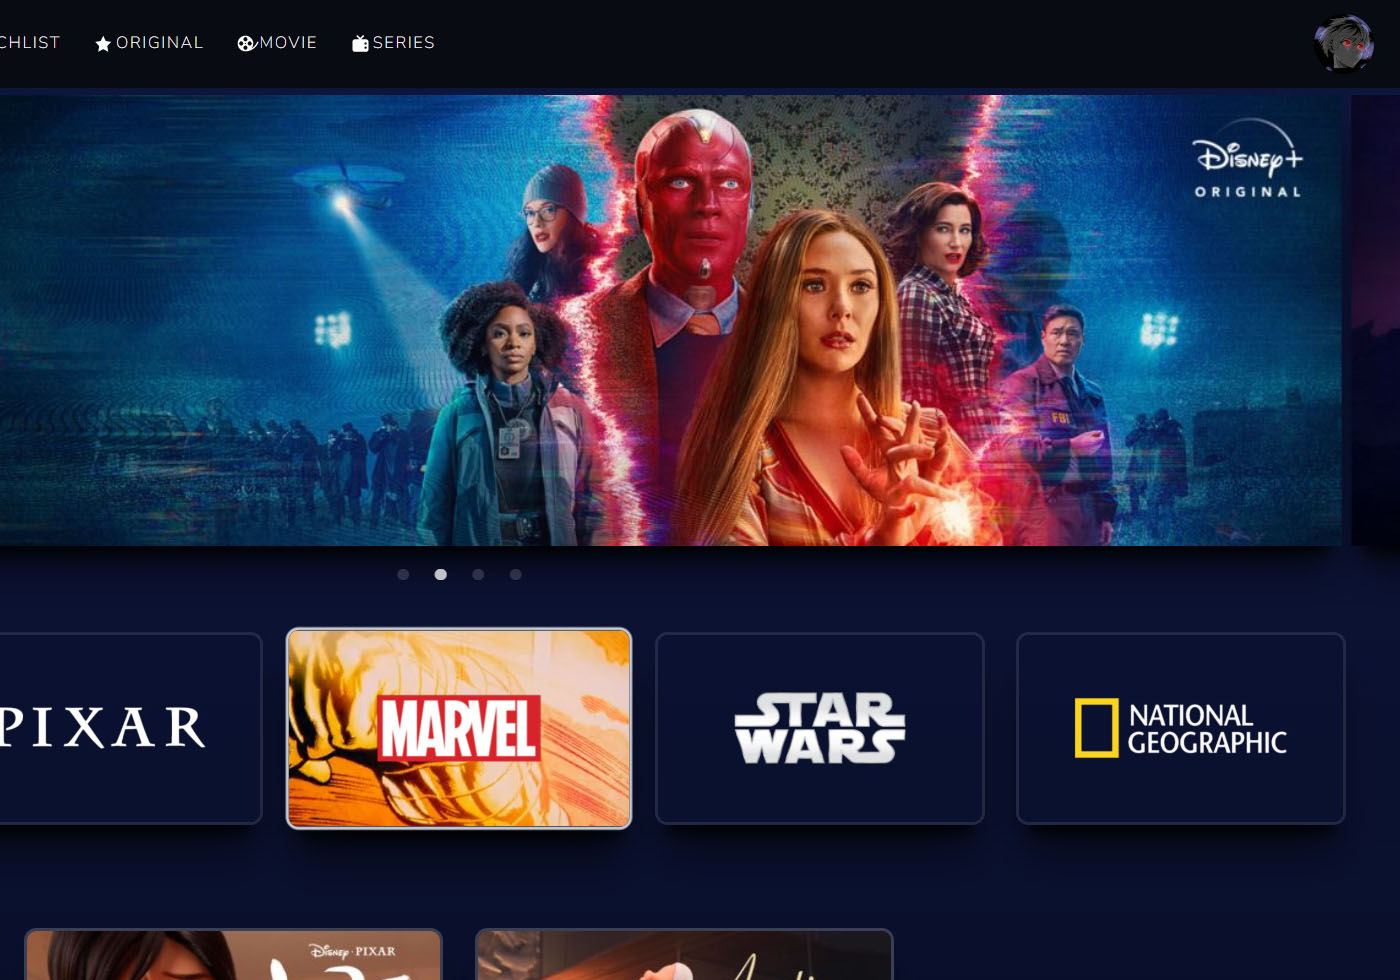 CHLIST ORIGINAL MOVIE SERIES
Disney+
ORIGINAL
FBI
PIXAR
MARVEL
STAR
WARS
NATIONAL
GEOGRAPHIC
Disney · PIXAR